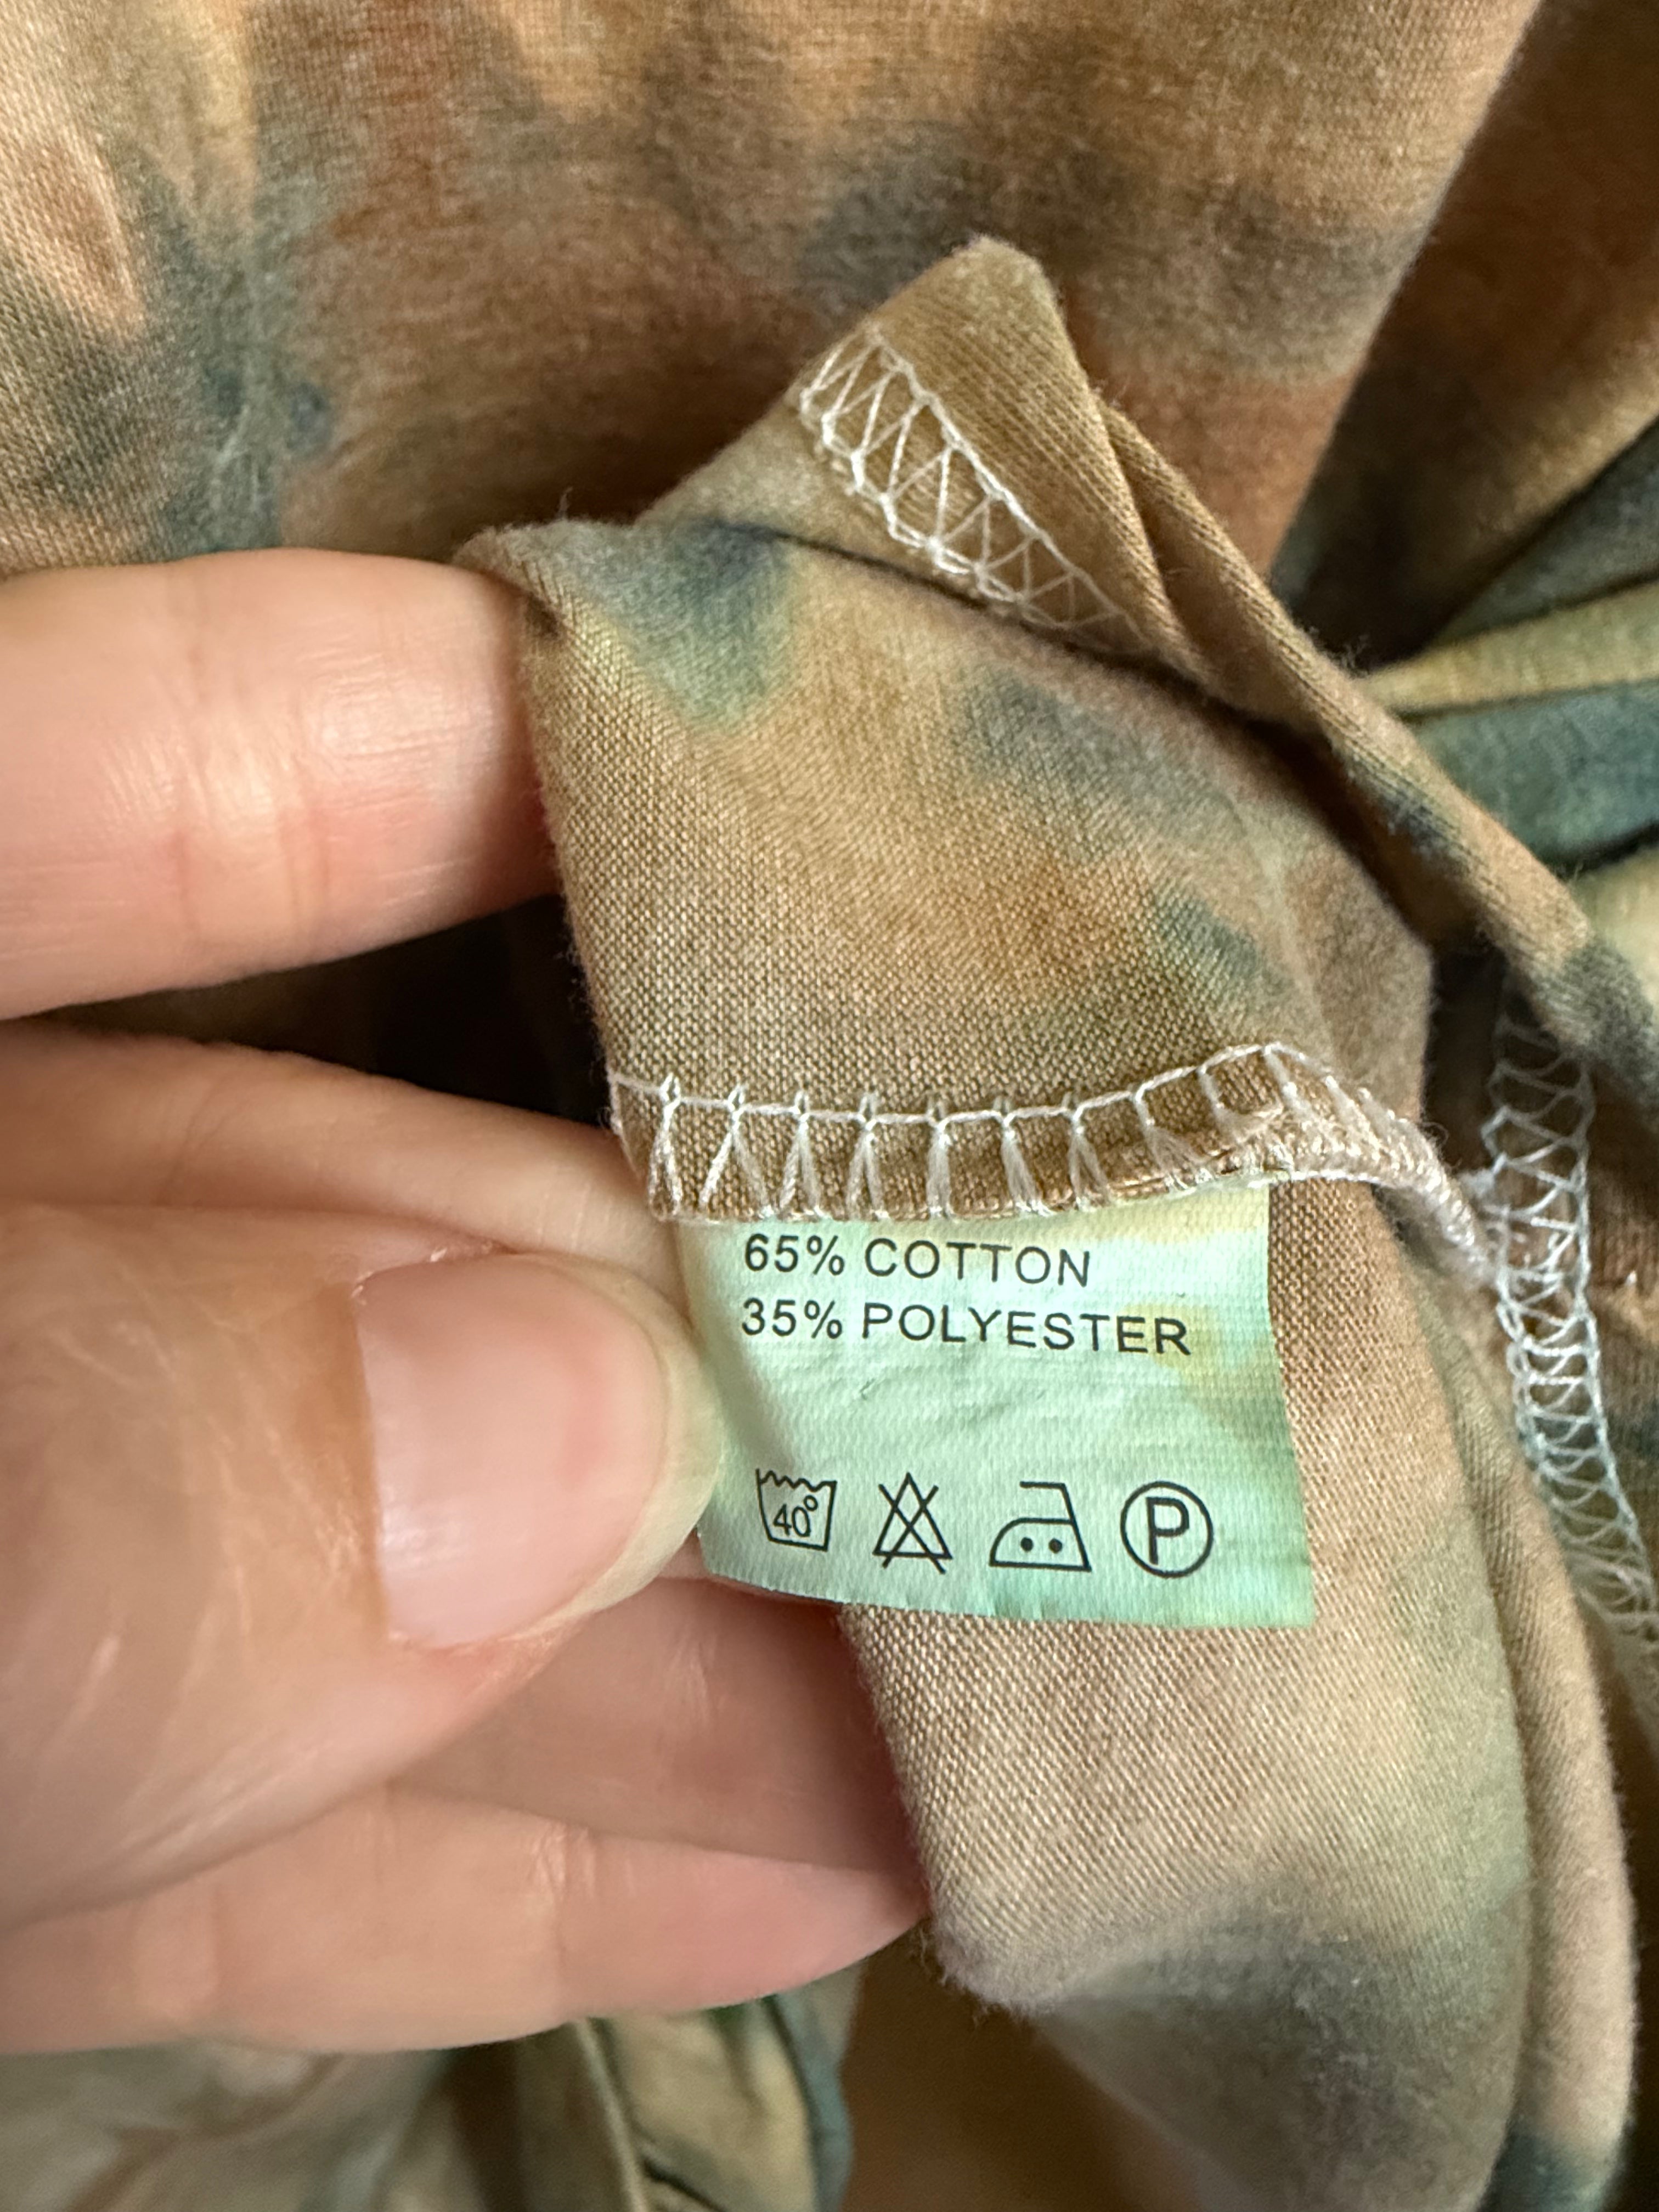 65% COTTON
35% POLYESTER
40° P